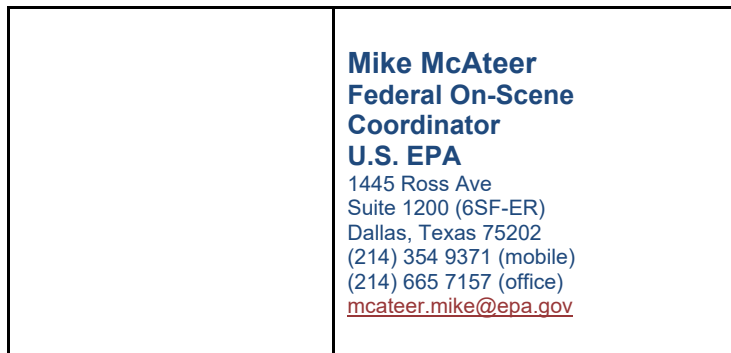 Mike McAteer
Federal On-Scene
Coordinator
U.S. EPA
1445 Ross Ave
Suite 1200 (6SF-ER)
Dallas, Texas 75202
(214) 354 9371 (mobile)
(214) 665 7157 (office)
mcateer.mike@epa.gov